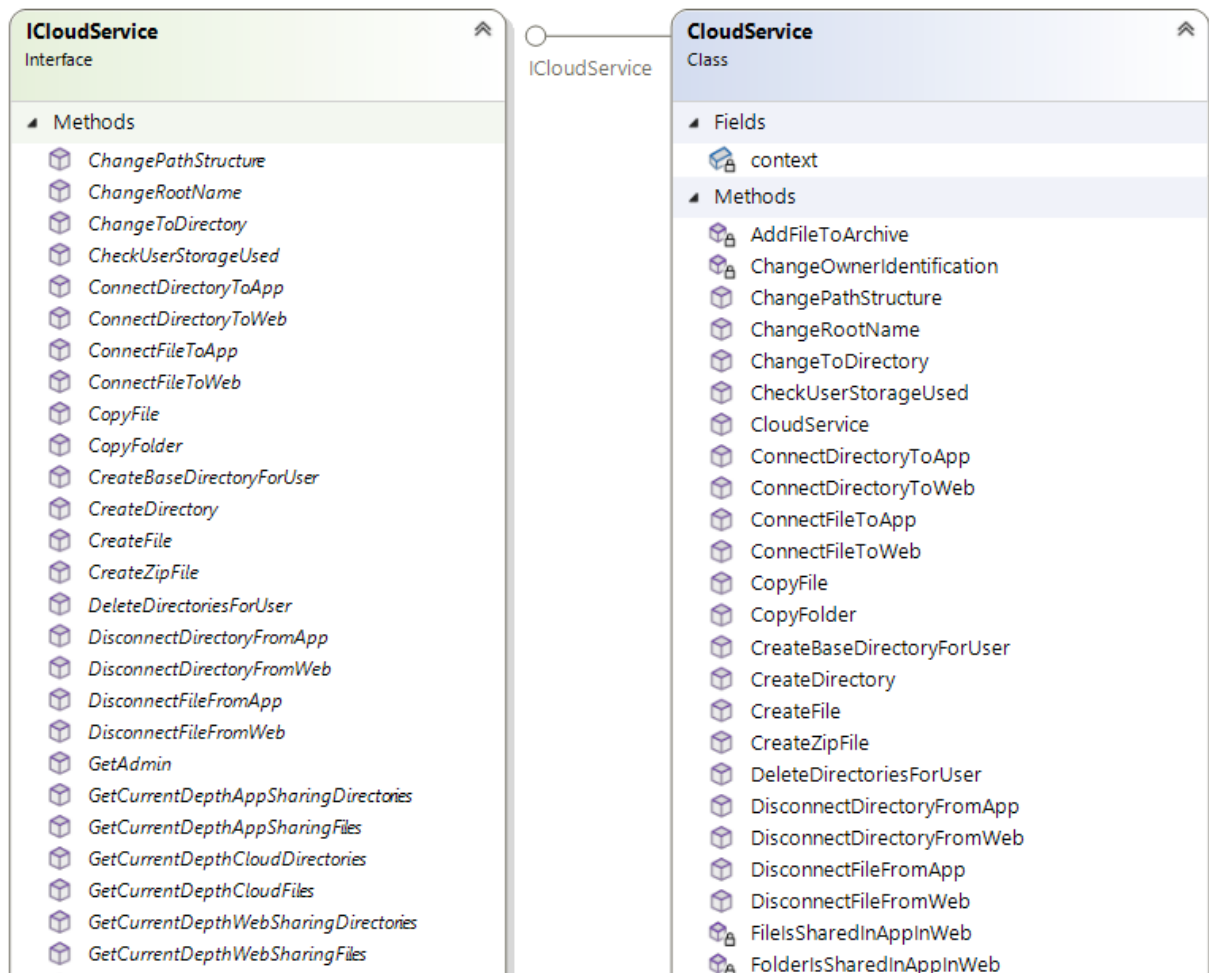 ICloudService
Interface
Methods
ChangePathStructure
ChangeRootName
ChangeToDirectory
CheckUserStorageUsed
ConnectDirectoryToApp
ConnectDirectoryToWeb
ConnectFileToApp
ConnectFileToWeb
CopyFile
CopyFolder
CreateBaseDirectoryForUser
CreateDirectory
CreateFile
CreateZipFile
DeleteDirectoriesForUser
DisconnectDirectoryFromApp
DisconnectDirectoryFromWeb
DisconnectFileFromApp
DisconnectFileFromWeb
GetAdmin
GetCurrentDepthAppSharingDirectories
GetCurrentDepthAppSharingFiles
GetCurrentDepthCloudDirectories
GetCurrentDepthCloudFiles
GetCurrentDepthWebSharingDirectories
GetCurrentDepthWebSharingFiles
ICloudService
CloudService
Class
Fields
context
Methods
AddFileToArchive
ChangeOwnerIdentification
ChangePathStructure
ChangeRootName
ChangeToDirectory
CheckUserStorageUsed
CloudService
ConnectDirectoryToApp
ConnectDirectoryToWeb
ConnectFileToApp
ConnectFileToWeb
CopyFile
CopyFolder
CreateBaseDirectoryForUser
CreateDirectory
CreateFile
CreateZipFile
DeleteDirectoriesForUser
DisconnectDirectoryFromApp
DisconnectDirectoryFromWeb
DisconnectFileFromApp
DisconnectFileFromWeb
FileIsSharedInAppInWeb
FolderIsSharedInAppInWeb